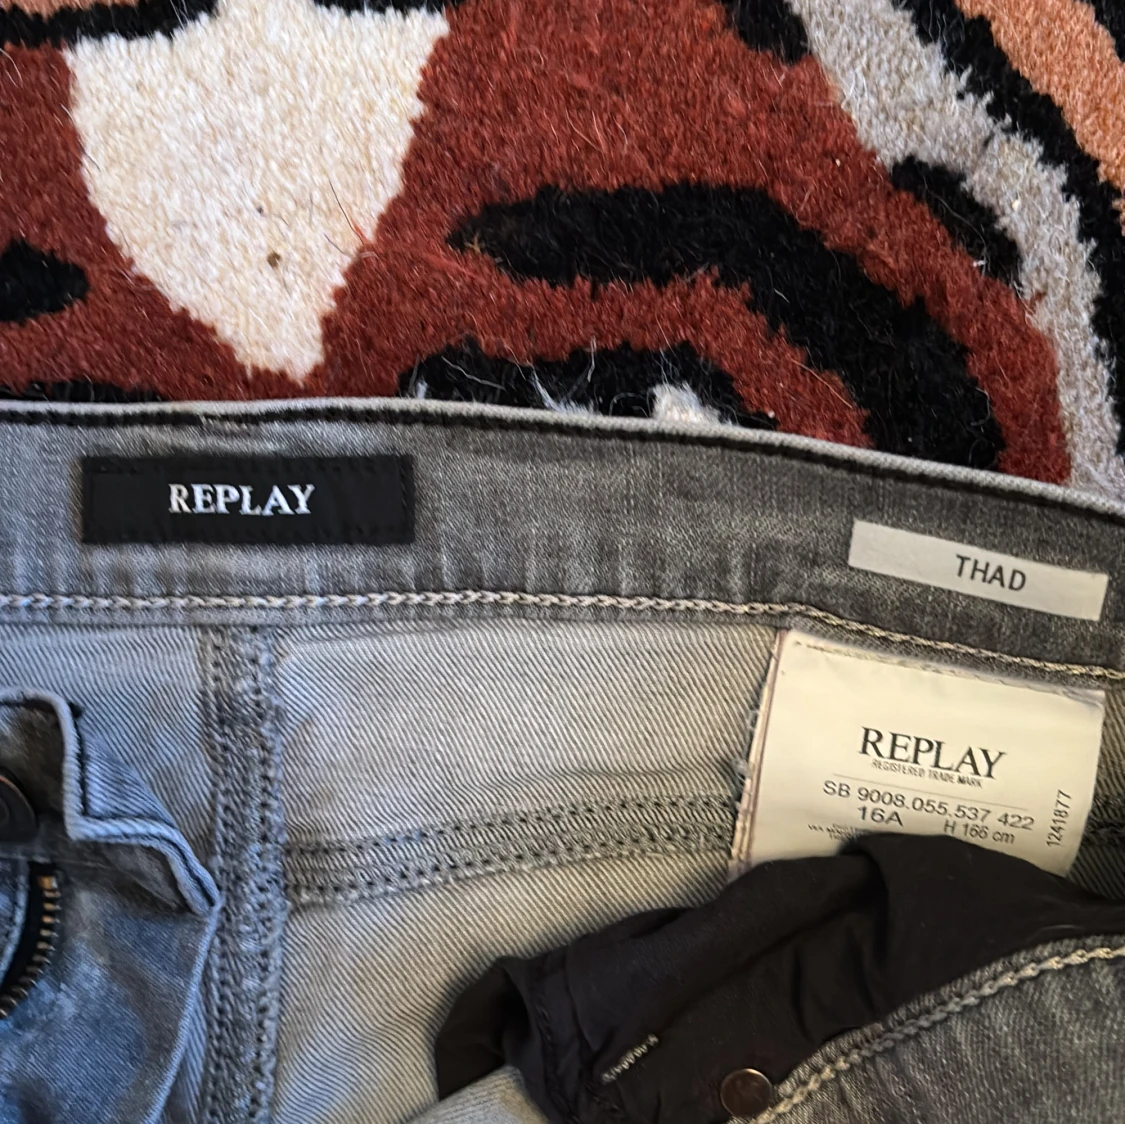 REPLAY
THAD
REPLAY
REGISTERED TRADE MARK
SB 9008.055.537 422
16A H 166 cm
1241877